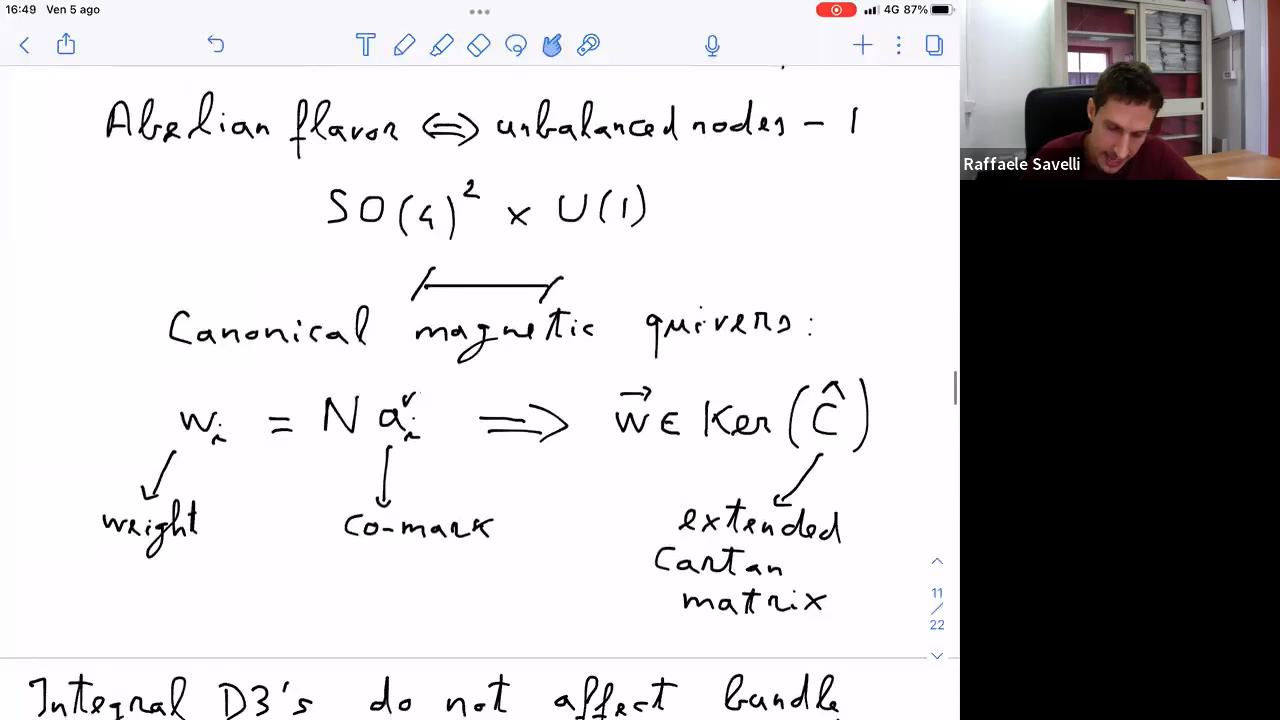 16:49 Ven 5 ago
4G 87%
Abelian flavor ⇔ unbalanced nodes - 1
SO(4)² × U(1)
Canonical magnetic quivers:
wᵢ = N aᵢᵛ ⟹ w⃗ ∈ Ker(Ĉ)
weight
co-mark
extended
Cartan
matrix
11
/
22
Integral D3's do not affect bundle
Raffaele Savelli